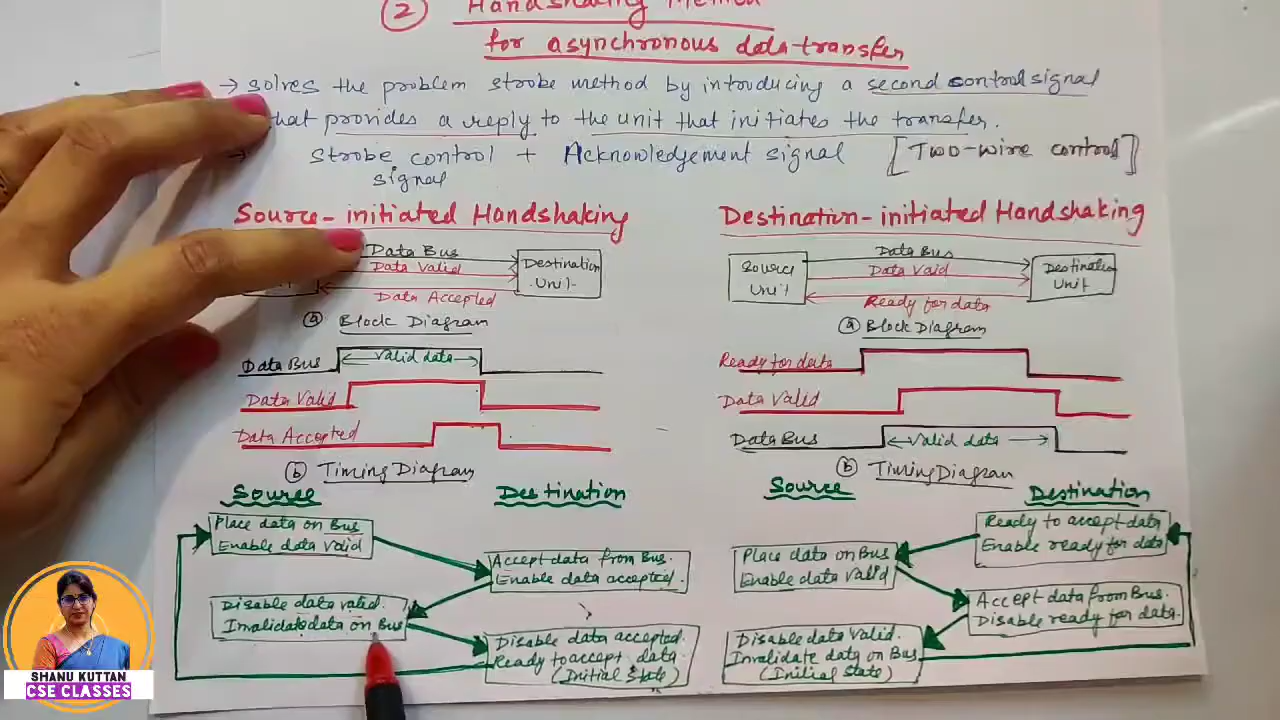 ② Handshaking Method
for asynchronous data-transfer
→ solves the problem strobe method by introducing a second control signal
that provides a reply to the unit that initiates the transfer.
→ strobe control + Acknowledgement signal [Two-wire control]
signal
Source-initiated Handshaking
Data Bus
Data Valid
Data Accepted
Destination
Unit
ⓐ Block Diagram
Data Bus
Valid data
Data Valid
Data Accepted
ⓑ Timing Diagram
Source
Destination
Place data on Bus
Enable data valid
Accept data from Bus.
Enable data accepted.
Disable data valid.
Invalidate data on Bus
Disable data accepted.
Ready to accept data
(Initial State)
Destination-initiated Handshaking
Source
Unit
Data Bus
Data Vaid
Ready for data
Destination
Unit
ⓐ Block Diagram
Ready for data
Data Valid
Data Bus
Valid data
ⓑ Timing Diagram
Source
Destination
Ready to accept data
Enable ready for data
Place data on Bus
Enable data valid
Accept data from Bus.
Disable ready for data.
Disable data valid.
Invalidate data on Bus
(Initial State)
SHANU KUTTAN
CSE CLASSES